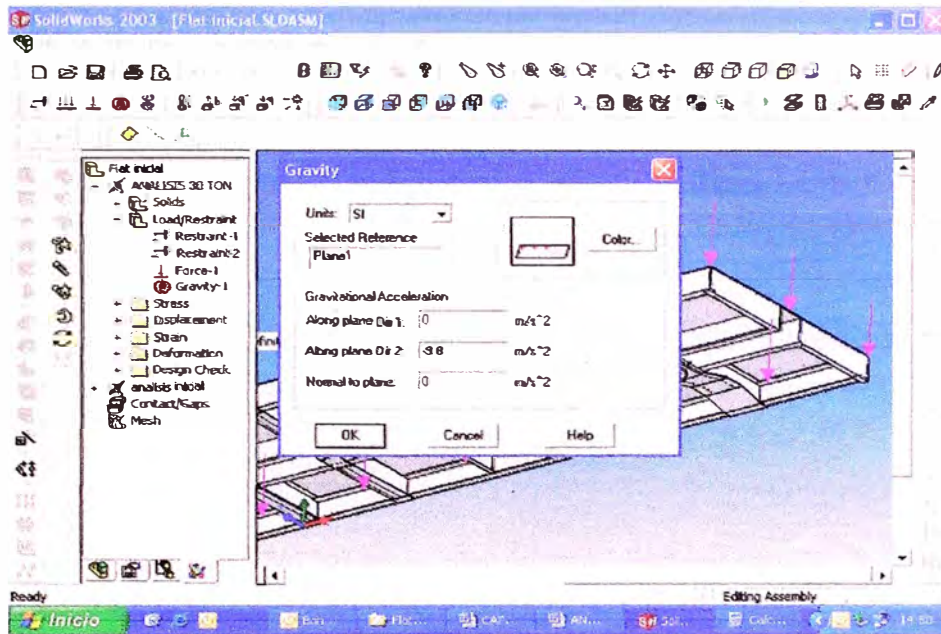 SolidWorks 2003 - [Flat inicial.SLDASM]
Flat inicial
ANALISIS 30 TON
Solids
Load/Restraint
Restraint-1
Restraint-2
Force-1
Gravity-1
Stress
Displacement
Strain
Deformation
Design Check
analisis inicial
Contact/Gaps
Mesh
Gravity
Units: SI
Selected Reference
Plane1
Color...
Gravitational Acceleration
Along plane Dir 1: 0 m/s^2
Along plane Dir 2: -9.8 m/s^2
Normal to plane: 0 m/s^2
OK Cancel Help
Ready Editing Assembly
Inicio